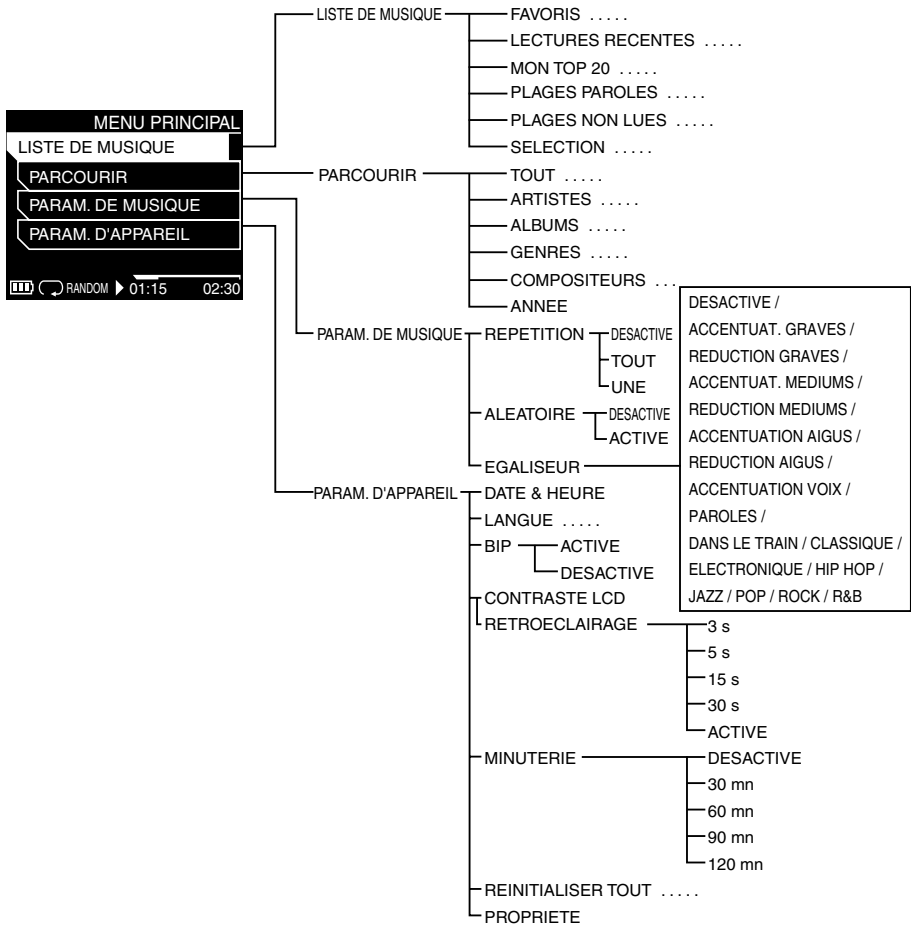 MENU PRINCIPAL
LISTE DE MUSIQUE
PARCOURIR
PARAM. DE MUSIQUE
PARAM. D'APPAREIL
RANDOM 01:15 02:30
LISTE DE MUSIQUE
FAVORIS .....
LECTURES RECENTES .....
MON TOP 20 .....
PLAGES PAROLES .....
PLAGES NON LUES .....
SELECTION .....
PARCOURIR
TOUT .....
ARTISTES .....
ALBUMS .....
GENRES .....
COMPOSITEURS ...
ANNEE
PARAM. DE MUSIQUE
REPETITION
DESACTIVE
TOUT
UNE
ALEATOIRE
DESACTIVE
ACTIVE
EGALISEUR
DESACTIVE /
ACCENTUAT. GRAVES /
REDUCTION GRAVES /
ACCENTUAT. MEDIUMS /
REDUCTION MEDIUMS /
ACCENTUATION AIGUS /
REDUCTION AIGUS /
ACCENTUATION VOIX /
PAROLES /
DANS LE TRAIN / CLASSIQUE /
ELECTRONIQUE / HIP HOP /
JAZZ / POP / ROCK / R&B
PARAM. D'APPAREIL
DATE & HEURE
LANGUE .....
BIP
ACTIVE
DESACTIVE
CONTRASTE LCD
RETROECLAIRAGE
3 s
5 s
15 s
30 s
ACTIVE
MINUTERIE
DESACTIVE
30 mn
60 mn
90 mn
120 mn
REINITIALISER TOUT .....
PROPRIETE